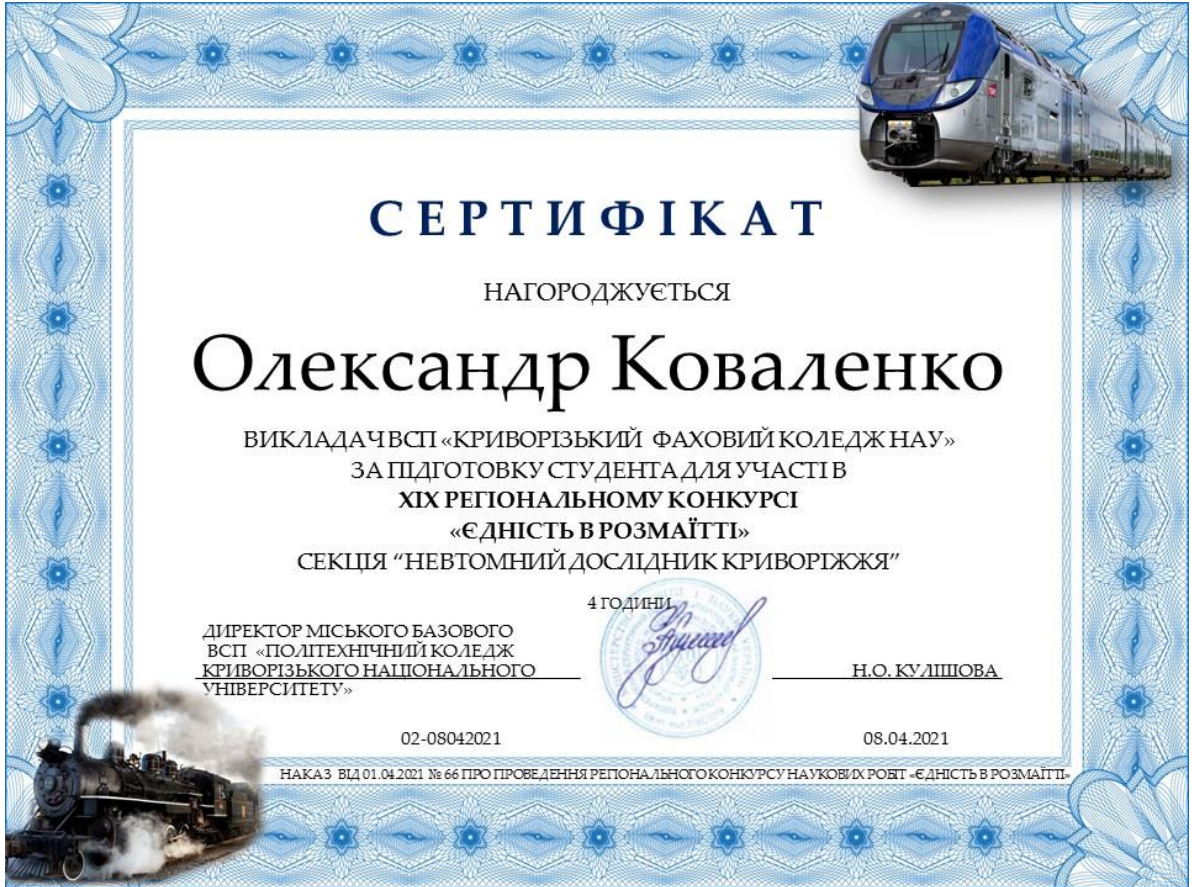 СЕРТИФІКАТ
НАГОРОДЖУЄТЬСЯ
Олександр Коваленко
ВИКЛАДАЧ ВСП «КРИВОРІЗЬКИЙ ФАХОВИЙ КОЛЕДЖ НАУ»
ЗА ПІДГОТОВКУ СТУДЕНТА ДЛЯ УЧАСТІ В
XIX РЕГІОНАЛЬНОМУ КОНКУРСІ
«ЄДНІСТЬ В РОЗМАЇТТІ»
СЕКЦІЯ “НЕВТОМНИЙ ДОСЛІДНИК КРИВОРІЖЖЯ”
4 ГОДИНИ
ДИРЕКТОР МІСЬКОГО БАЗОВОГО
ВСП «ПОЛІТЕХНІЧНИЙ КОЛЕДЖ
КРИВОРІЗЬКОГО НАЦІОНАЛЬНОГО
УНІВЕРСИТЕТУ»
Н.О. КУЛІШОВА
02-08042021
08.04.2021
НАКАЗ ВІД 01.04.2021 № 66 ПРО ПРОВЕДЕННЯ РЕГІОНАЛЬНОГО КОНКУРСУ НАУКОВИХ РОБІТ «ЄДНІСТЬ В РОЗМАЇТТІ»